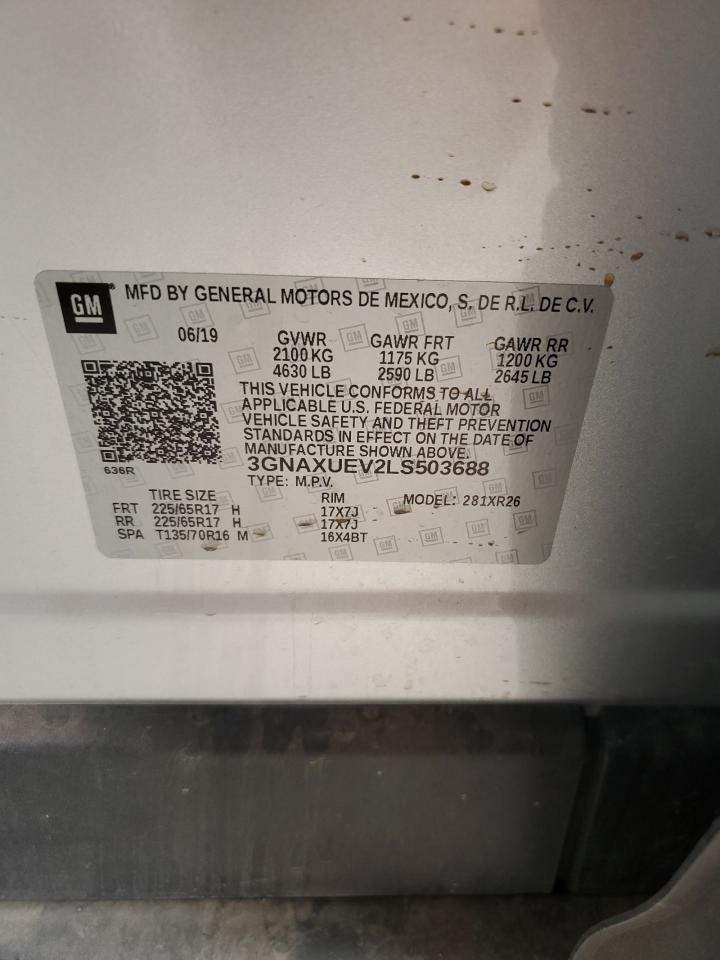 GM MFD BY GENERAL MOTORS DE MEXICO, S. DE R.L. DE C.V.
06/19 GVWR GAWR FRT GAWR RR
2100 KG 1175 KG 1200 KG
4630 LB 2590 LB 2645 LB
THIS VEHICLE CONFORMS TO ALL
APPLICABLE U.S. FEDERAL MOTOR
VEHICLE SAFETY AND THEFT PREVENTION
STANDARDS IN EFFECT ON THE DATE OF
MANUFACTURE SHOWN ABOVE.
636R 3GNAXUEV2LS503688
TYPE: M.P.V.
TIRE SIZE RIM MODEL: 281XR26
FRT 225/65R17 H 17X7J
RR 225/65R17 H 17X7J
SPA T135/70R16 M 16X4BT